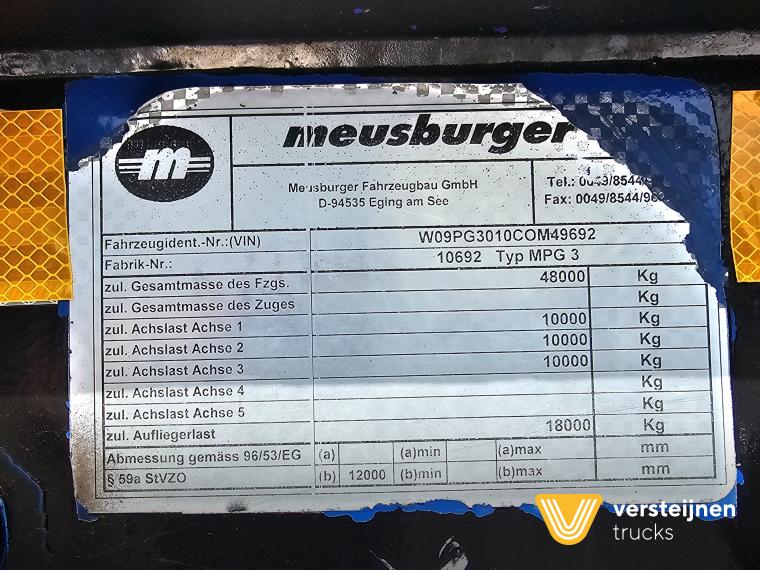 m
meusburger
Meusburger Fahrzeugbau GmbH
D-94535 Eging am See
Tel.: 0049/8544/
Fax: 0049/8544/96
Fahrzeugident.-Nr.:(VIN) W09PG3010COM49692
Fabrik-Nr.: 10692 Typ MPG 3
zul. Gesamtmasse des Fzgs. 48000 Kg
zul. Gesamtmasse des Zuges Kg
zul. Achslast Achse 1 10000 Kg
zul. Achslast Achse 2 10000 Kg
zul. Achslast Achse 3 10000 Kg
zul. Achslast Achse 4 Kg
zul. Achslast Achse 5 Kg
zul. Aufliegerlast 18000 Kg
Abmessung gemäss 96/53/EG (a) (a)min (a)max mm
§ 59a StVZO (b) 12000 (b)min (b)max mm
versteijnen
trucks